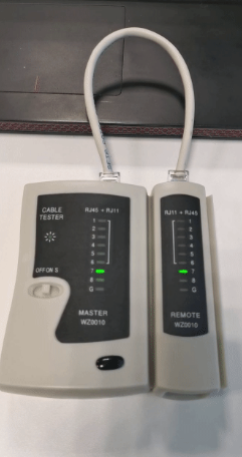 CABLE
TESTER
RJ45 + RJ11
1
2
3
4
5
6
7
8
G
OFF ON S
MASTER
WZ0010
RJ11 + RJ45
1
2
3
4
5
6
7
8
G
REMOTE
WZ0010